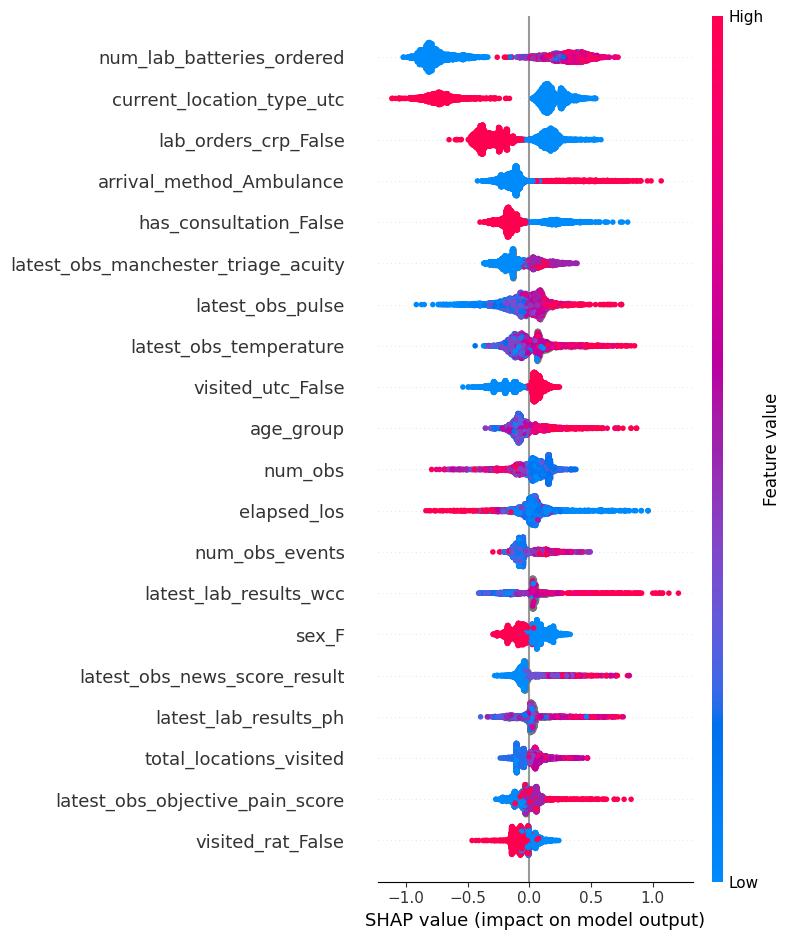 High
num_lab_batteries_ordered
current_location_type_utc
lab_orders_crp_False
arrival_method_Ambulance
has_consultation_False
latest_obs_manchester_triage_acuity
latest_obs_pulse
latest_obs_temperature
visited_utc_False
age_group
num_obs
elapsed_los
num_obs_events
latest_lab_results_wcc
sex_F
latest_obs_news_score_result
latest_lab_results_ph
total_locations_visited
latest_obs_objective_pain_score
visited_rat_False
Feature value
Low
−1.0 −0.5 0.0 0.5 1.0
SHAP value (impact on model output)